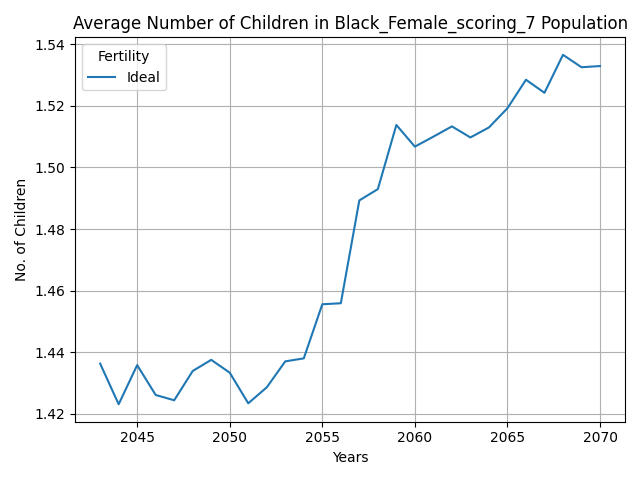 Average Number of Children in Black_Female_scoring_7 Population
Fertility
Ideal
No. of Children
1.54
1.52
1.50
1.48
1.46
1.44
1.42
2045 2050 2055 2060 2065 2070
Years